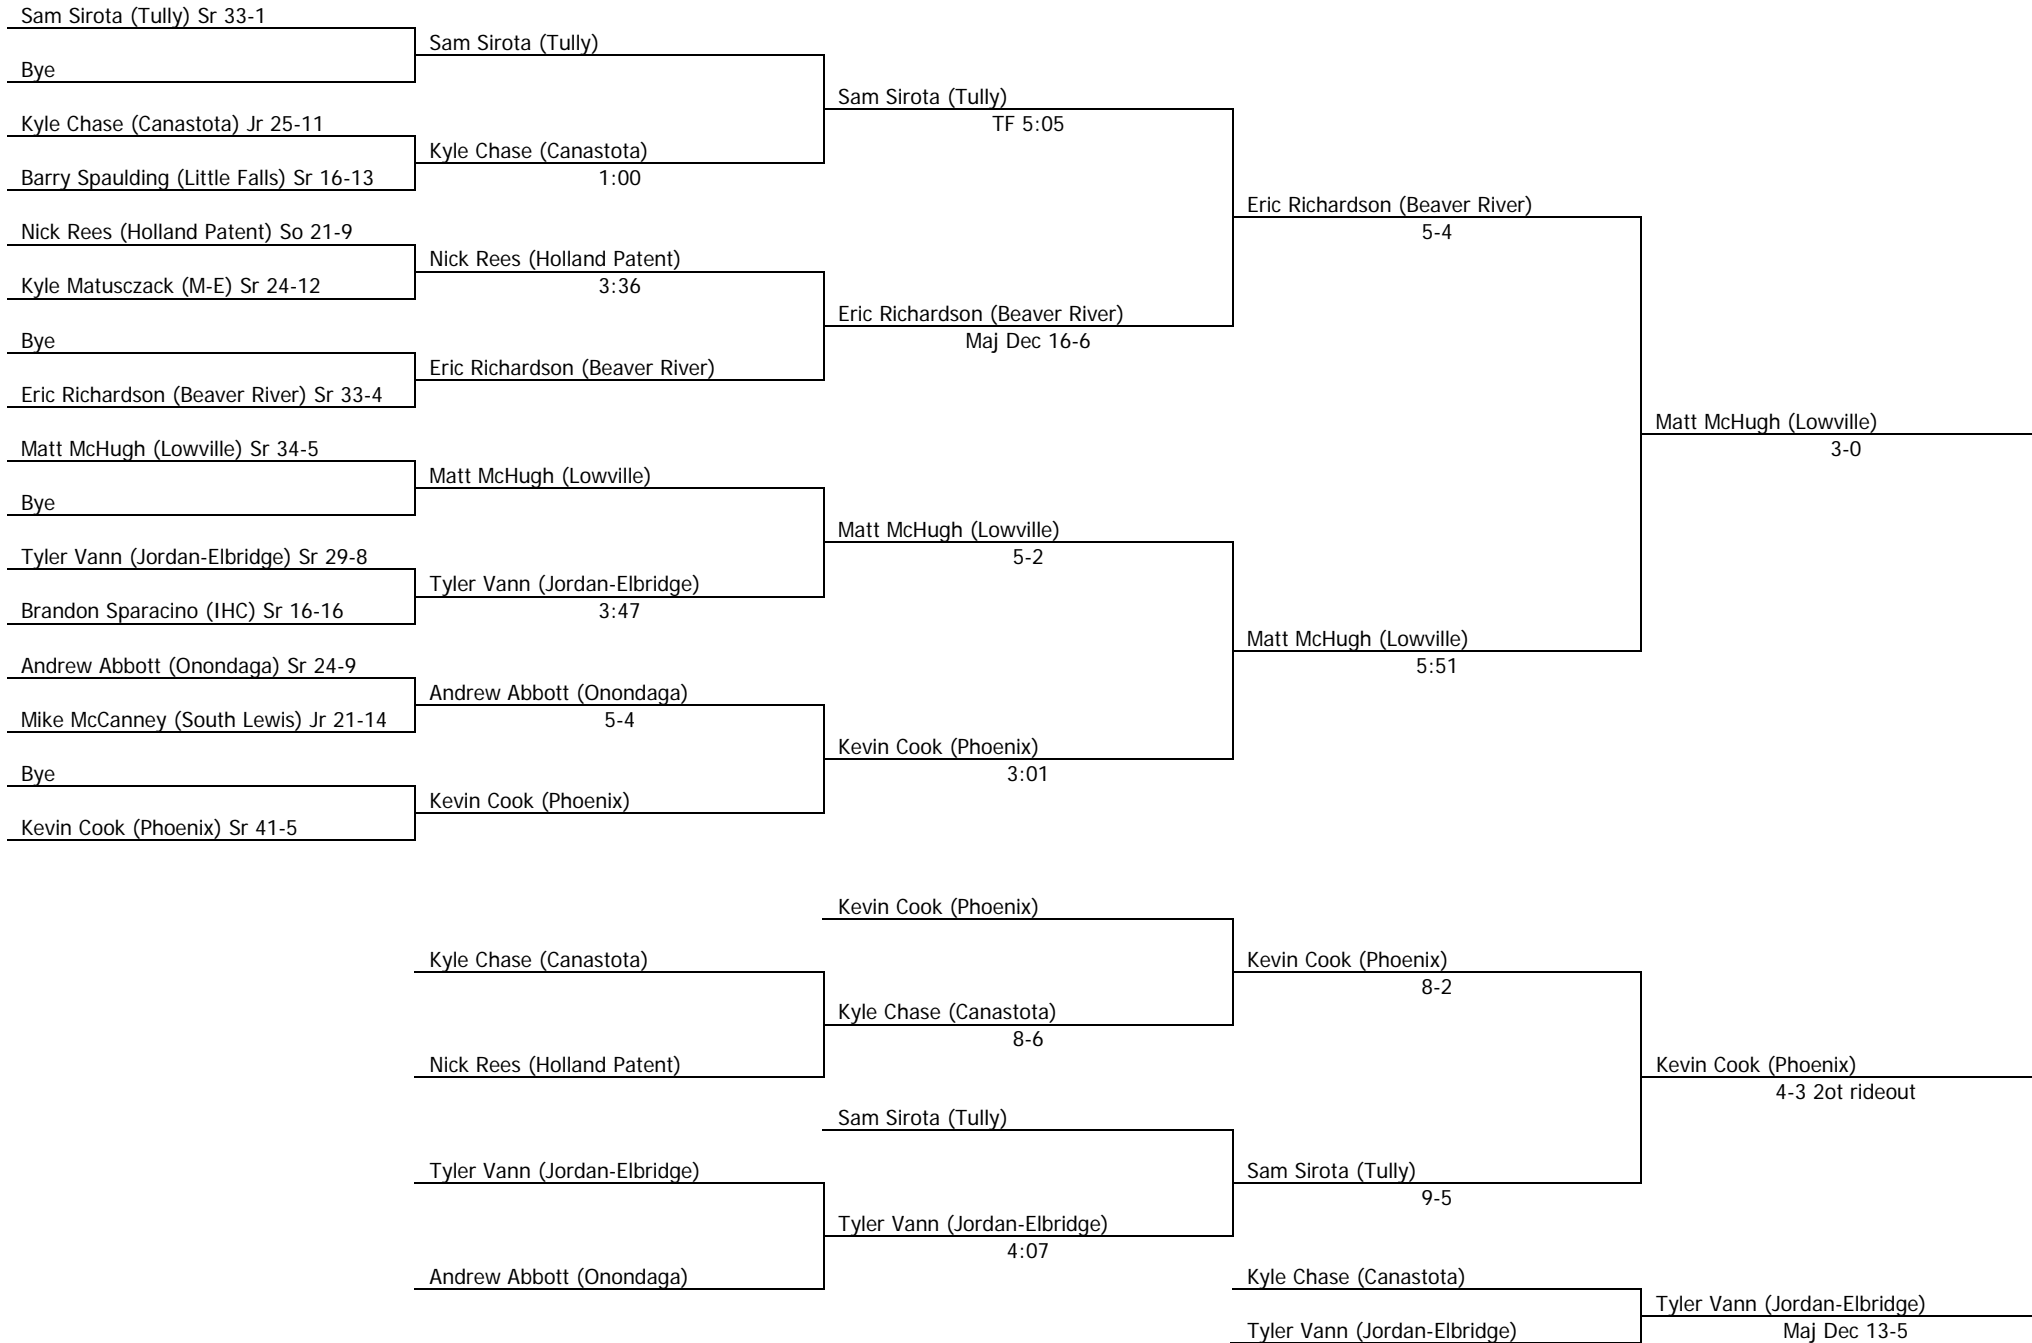 Sam Sirota (Tully) Sr 33-1
Sam Sirota (Tully)
Bye
Sam Sirota (Tully)
TF 5:05
Kyle Chase (Canastota) Jr 25-11
Kyle Chase (Canastota)
1:00
Barry Spaulding (Little Falls) Sr 16-13
Eric Richardson (Beaver River)
5-4
Nick Rees (Holland Patent) So 21-9
Nick Rees (Holland Patent)
3:36
Kyle Matusczack (M-E) Sr 24-12
Eric Richardson (Beaver River)
Maj Dec 16-6
Bye
Eric Richardson (Beaver River)
Eric Richardson (Beaver River) Sr 33-4
Matt McHugh (Lowville)
3-0
Matt McHugh (Lowville) Sr 34-5
Matt McHugh (Lowville)
Bye
Matt McHugh (Lowville)
5-2
Tyler Vann (Jordan-Elbridge) Sr 29-8
Tyler Vann (Jordan-Elbridge)
3:47
Brandon Sparacino (IHC) Sr 16-16
Matt McHugh (Lowville)
5:51
Andrew Abbott (Onondaga) Sr 24-9
Andrew Abbott (Onondaga)
5-4
Mike McCanney (South Lewis) Jr 21-14
Kevin Cook (Phoenix)
3:01
Bye
Kevin Cook (Phoenix)
Kevin Cook (Phoenix) Sr 41-5
Kevin Cook (Phoenix)
Kyle Chase (Canastota)
Kevin Cook (Phoenix)
8-2
Kyle Chase (Canastota)
8-6
Nick Rees (Holland Patent)
Kevin Cook (Phoenix)
4-3 2ot rideout
Sam Sirota (Tully)
Tyler Vann (Jordan-Elbridge)
Sam Sirota (Tully)
9-5
Tyler Vann (Jordan-Elbridge)
4:07
Andrew Abbott (Onondaga)
Kyle Chase (Canastota)
Tyler Vann (Jordan-Elbridge)
Maj Dec 13-5
Tyler Vann (Jordan-Elbridge)